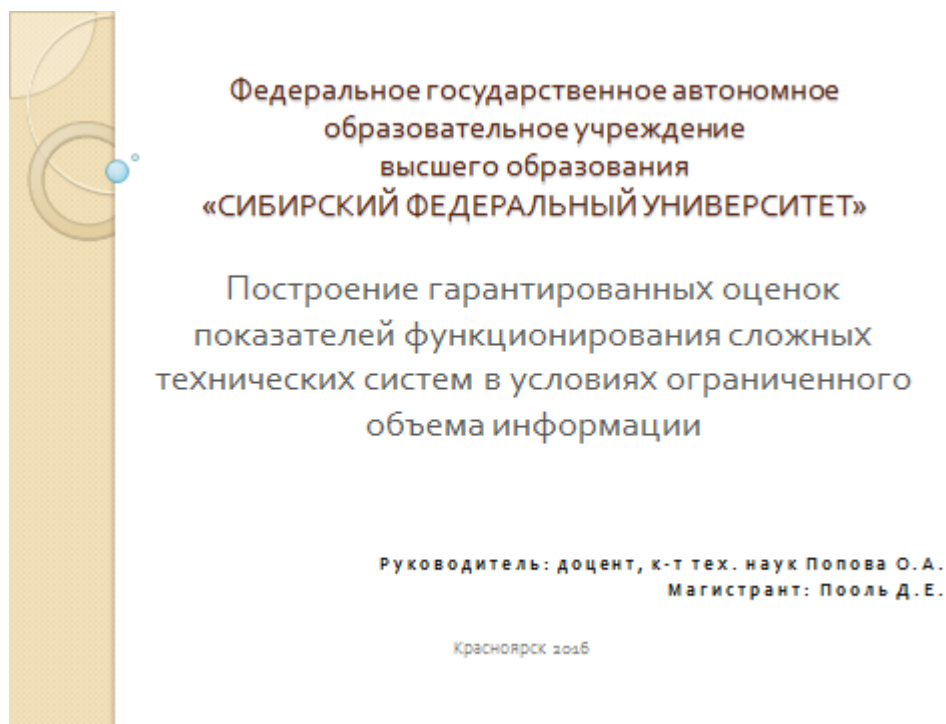 Федеральное государственное автономное
образовательное учреждение
высшего образования
«СИБИРСКИЙ ФЕДЕРАЛЬНЫЙ УНИВЕРСИТЕТ»
Построение гарантированных оценок
показателей функционирования сложных
технических систем в условиях ограниченного
объема информации
Руководитель: доцент, к-т тех. наук Попова О.А.
Магистрант: Пооль Д.Е.
Красноярск 2016